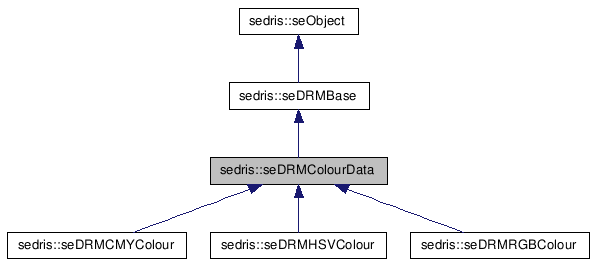 sedris::seObject
sedris::seDRMBase
sedris::seDRMColourData
sedris::seDRMCMYColour
sedris::seDRMHSVColour
sedris::seDRMRGBColour